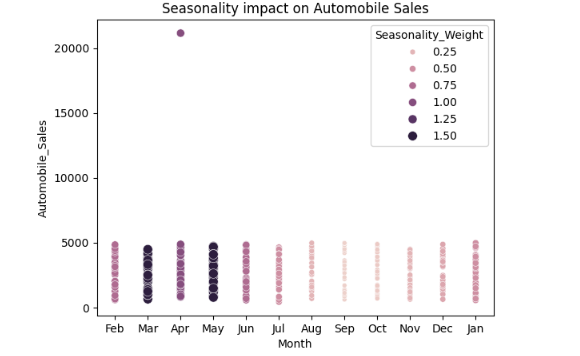 Seasonality impact on Automobile Sales
Seasonality_Weight
0.25
0.50
0.75
1.00
1.25
1.50
20000
15000
10000
5000
0
Automobile_Sales
Feb Mar Apr May Jun Jul Aug Sep Oct Nov Dec Jan
Month